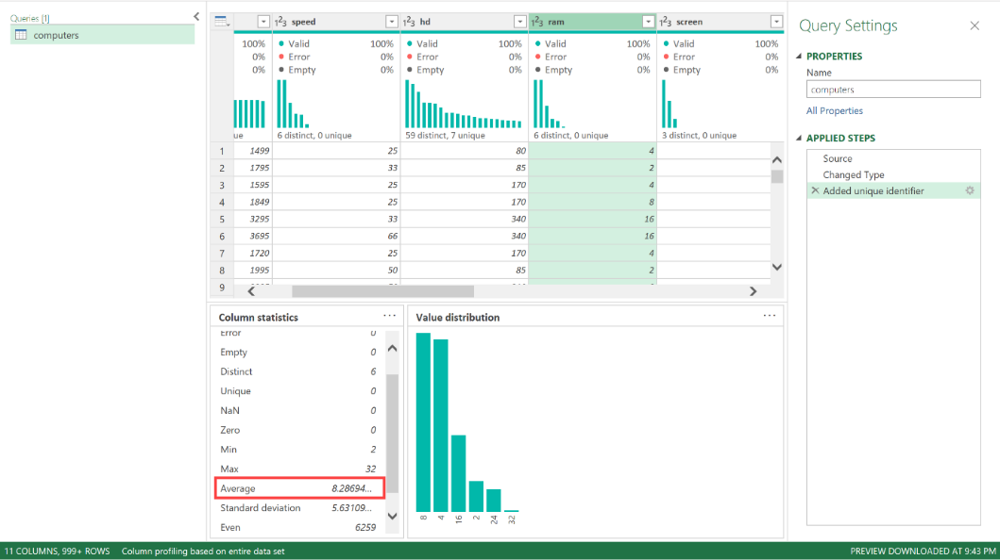 Queries [1]
computers
1²3 speed 1²3 hd 1²3 ram 1²3 screen
100% Valid 100% Valid 100% Valid 100% Valid 100%
0% Error 0% Error 0% Error 0% Error 0%
0% Empty 0% Empty 0% Empty 0% Empty 0%
ue 6 distinct, 0 unique 59 distinct, 7 unique 6 distinct, 0 unique 3 distinct, 0 unique
1 1499 25 80 4
2 1795 33 85 2
3 1595 25 170 4
4 1849 25 170 8
5 3295 33 340 16
6 3695 66 340 16
7 1720 25 170 4
8 1995 50 85 2
9
Column statistics ...
Error 0
Empty 0
Distinct 6
Unique 0
NaN 0
Zero 0
Min 2
Max 32
Average 8.28694...
Standard deviation 5.63109...
Even 6259
Value distribution ...
8 4 16 2 24 32
Query Settings
PROPERTIES
Name
computers
All Properties
APPLIED STEPS
Source
Changed Type
Added unique identifier
11 COLUMNS, 999+ ROWS Column profiling based on entire data set PREVIEW DOWNLOADED AT 9:43 PM